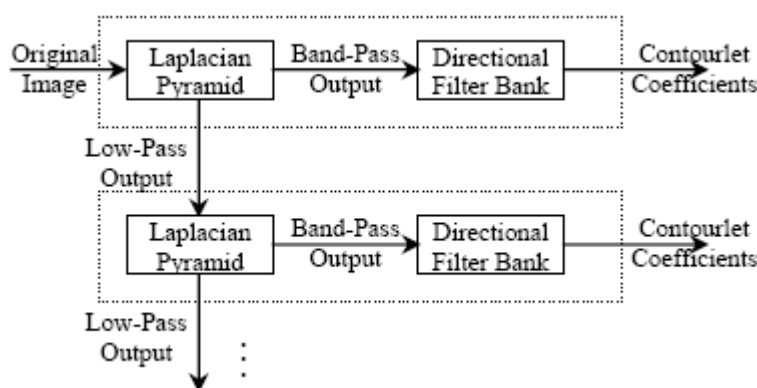 Original
Image
Laplacian
Pyramid
Band-Pass
Output
Directional
Filter Bank
Contourlet
Coefficients
Low-Pass
Output
Laplacian
Pyramid
Band-Pass
Output
Directional
Filter Bank
Contourlet
Coefficients
Low-Pass
Output